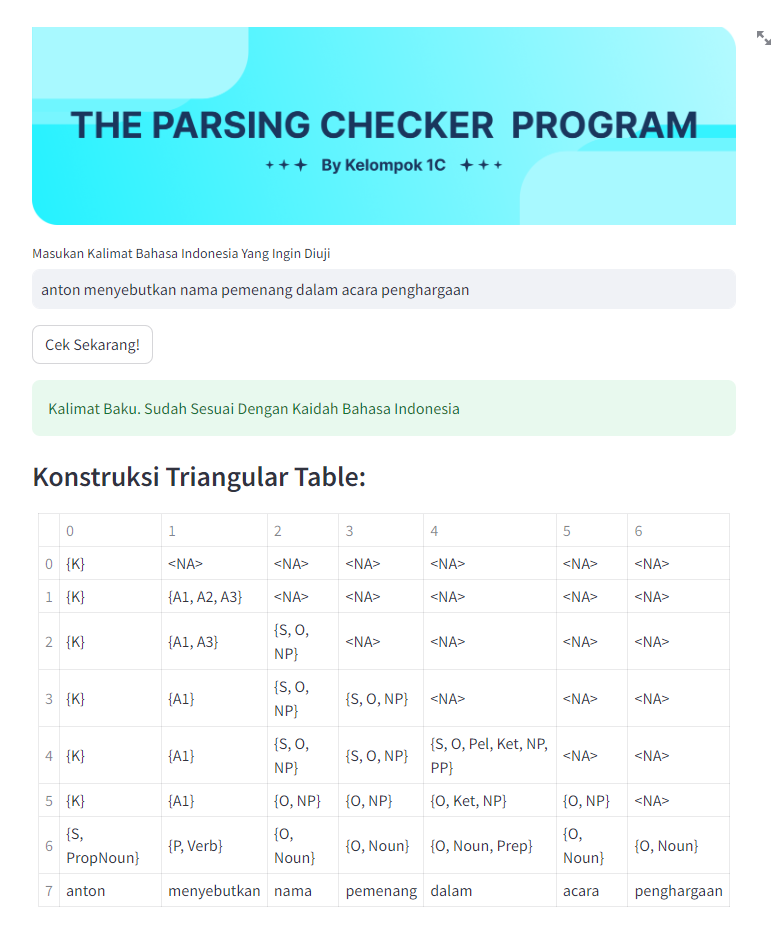 THE PARSING CHECKER PROGRAM
By Kelompok 1C
Masukan Kalimat Bahasa Indonesia Yang Ingin Diuji
anton menyebutkan nama pemenang dalam acara penghargaan
Cek Sekarang!
Kalimat Baku. Sudah Sesuai Dengan Kaidah Bahasa Indonesia
Konstruksi Triangular Table:
0 1 2 3 4 5 6
0 {K} <NA> <NA> <NA> <NA> <NA> <NA>
1 {K} {A1, A2, A3} <NA> <NA> <NA> <NA> <NA>
2 {K} {A1, A3} {S, O, NP} <NA> <NA> <NA> <NA>
3 {K} {A1} {S, O, NP} {S, O, NP} <NA> <NA> <NA>
4 {K} {A1} {S, O, NP} {S, O, NP} {S, O, Pel, Ket, NP, PP} <NA> <NA>
5 {K} {A1} {O, NP} {O, NP} {O, Ket, NP} {O, NP} <NA>
6 {S, PropNoun} {P, Verb} {O, Noun} {O, Noun} {O, Noun, Prep} {O, Noun} {O, Noun}
7 anton menyebutkan nama pemenang dalam acara penghargaan